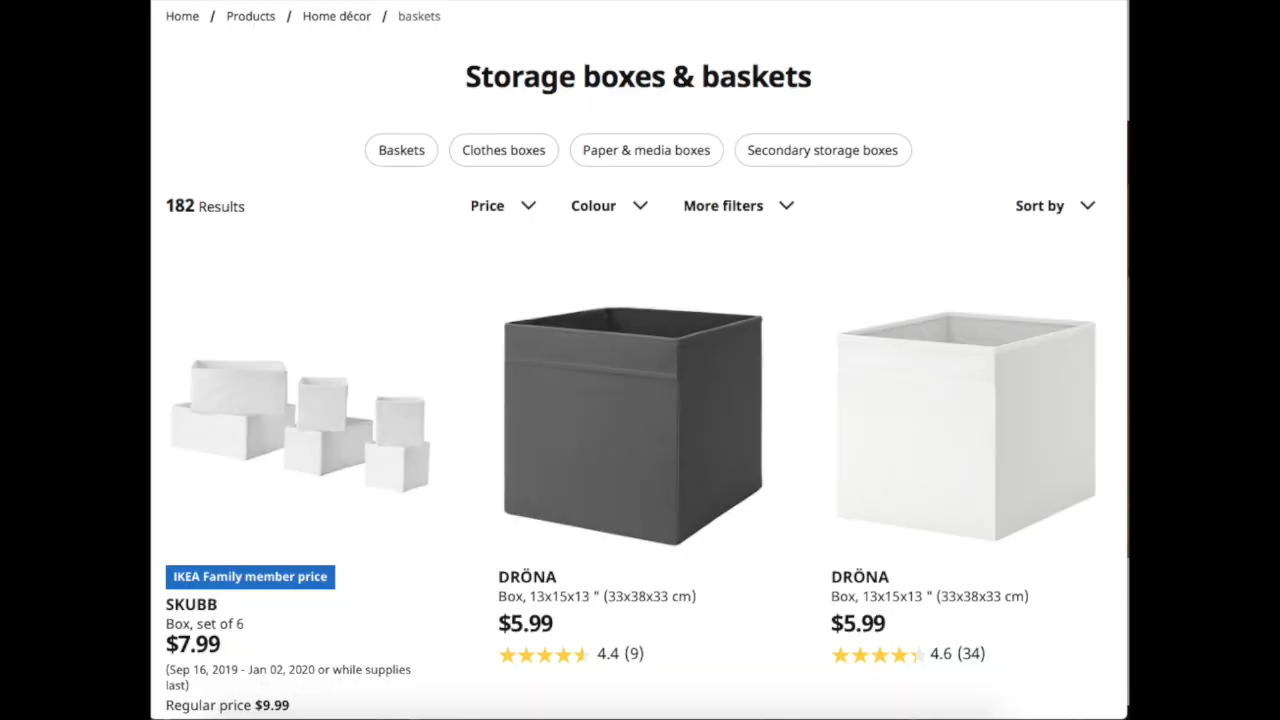 Home / Products / Home décor / baskets
Storage boxes & baskets
Baskets
Clothes boxes
Paper & media boxes
Secondary storage boxes
182 Results
Price
Colour
More filters
Sort by
IKEA Family member price
SKUBB
Box, set of 6
$7.99
(Sep 16, 2019 - Jan 02, 2020 or while supplies
last)
Regular price $9.99
DRÖNA
Box, 13x15x13 " (33x38x33 cm)
$5.99
4.4 (9)
DRÖNA
Box, 13x15x13 " (33x38x33 cm)
$5.99
4.6 (34)